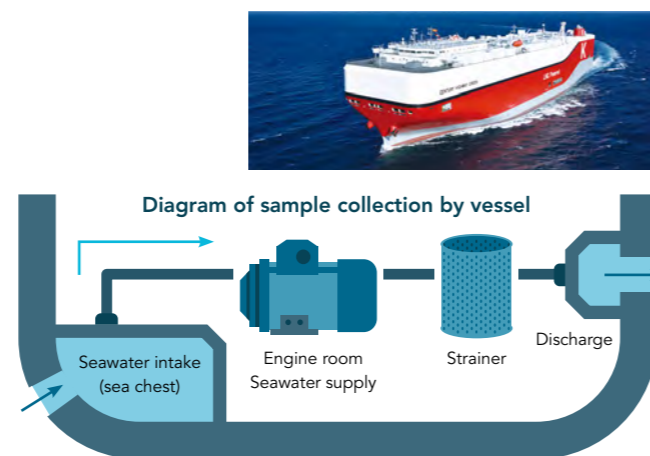 K
Diagram of sample collection by vessel
Seawater intake
(sea chest)
Engine room
Seawater supply
Strainer
Discharge